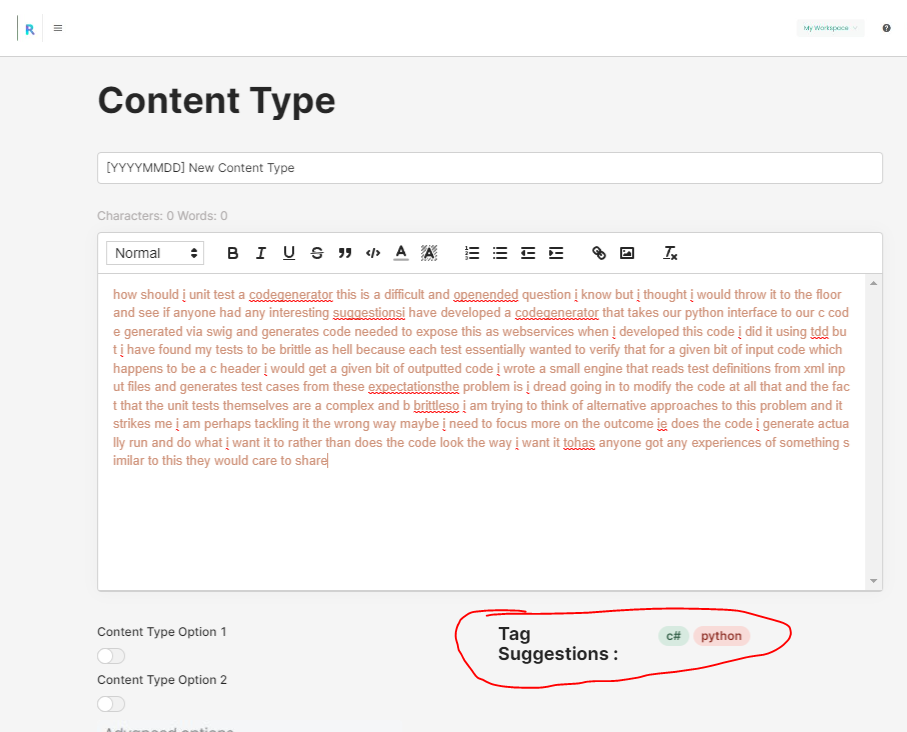 R
My Workspace
Content Type
[YYYYMMDD] New Content Type
Characters: 0 Words: 0
Normal B I U S A A Tx
how should i unit test a codegenerator this is a difficult and openended question i know but i thought i would throw it to the floor
and see if anyone had any interesting suggestionsi have developed a codegenerator that takes our python interface to our c cod
e generated via swig and generates code needed to expose this as webservices when i developed this code i did it using tdd bu
t i have found my tests to be brittle as hell because each test essentially wanted to verify that for a given bit of input code which
happens to be a c header i would get a given bit of outputted code i wrote a small engine that reads test definitions from xml inp
ut files and generates test cases from these expectationsthe problem is i dread going in to modify the code at all that and the fac
t that the unit tests themselves are a complex and b brittleso i am trying to think of alternative approaches to this problem and it
strikes me i am perhaps tackling it the wrong way maybe i need to focus more on the outcome ie does the code i generate actua
lly run and do what i want it to rather than does the code look the way i want it tohas anyone got any experiences of something s
imilar to this they would care to share
Content Type Option 1
Tag
Suggestions :
c# python
Content Type Option 2
Advanced options